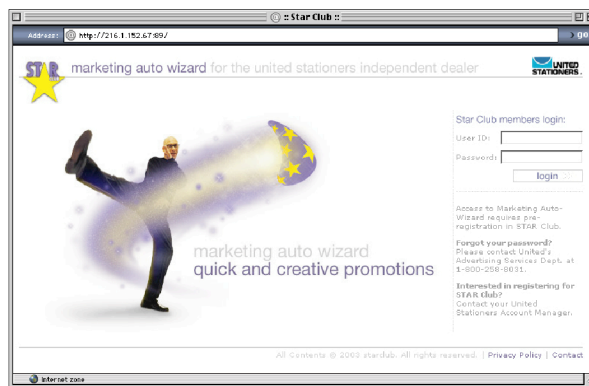 :: Star Club ::
Address: http://216.1.152.67:89/ go
STAR marketing auto wizard for the united stationers independent dealer UNITED STATIONERS.
Star Club members login:
User ID:
Password:
login
Access to Marketing Auto-
Wizard requires pre-
registration in STAR Club.
Forgot your password?
Please contact United's
Advertising Services Dept. at
1-800-258-8031.
Interested in registering for
STAR Club?
Contact your United
Stationers Account Manager.
marketing auto wizard
quick and creative promotions
All Contents © 2003 starclub. All rights reserved. | Privacy Policy | Contact
Internet zone